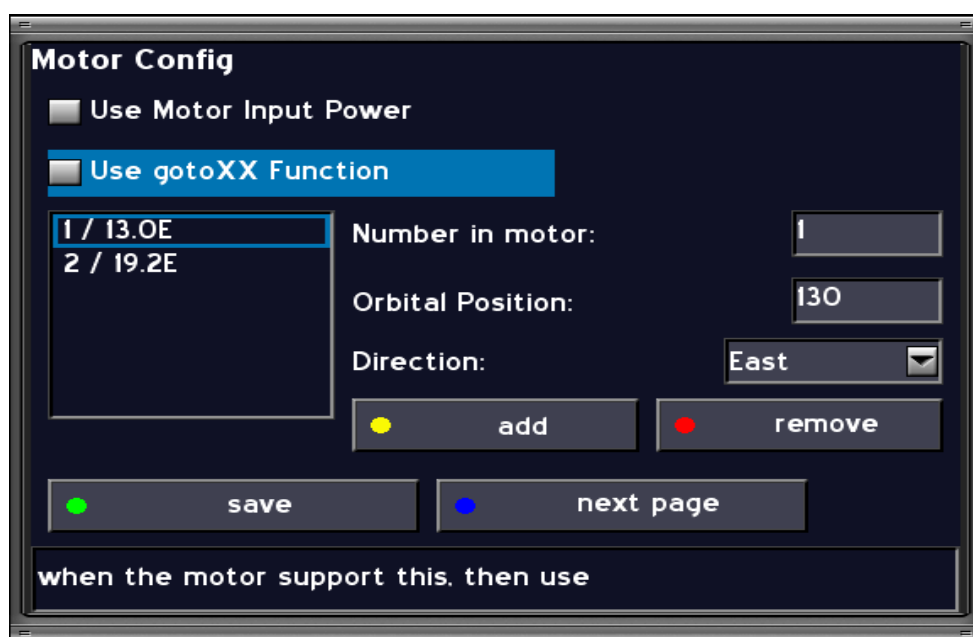 Motor Config
Use Motor Input Power
Use gotoXX Function
1 / 13.0E
2 / 19.2E
Number in motor:
1
Orbital Position:
130
Direction:
East
add
remove
save
next page
when the motor support this. then use